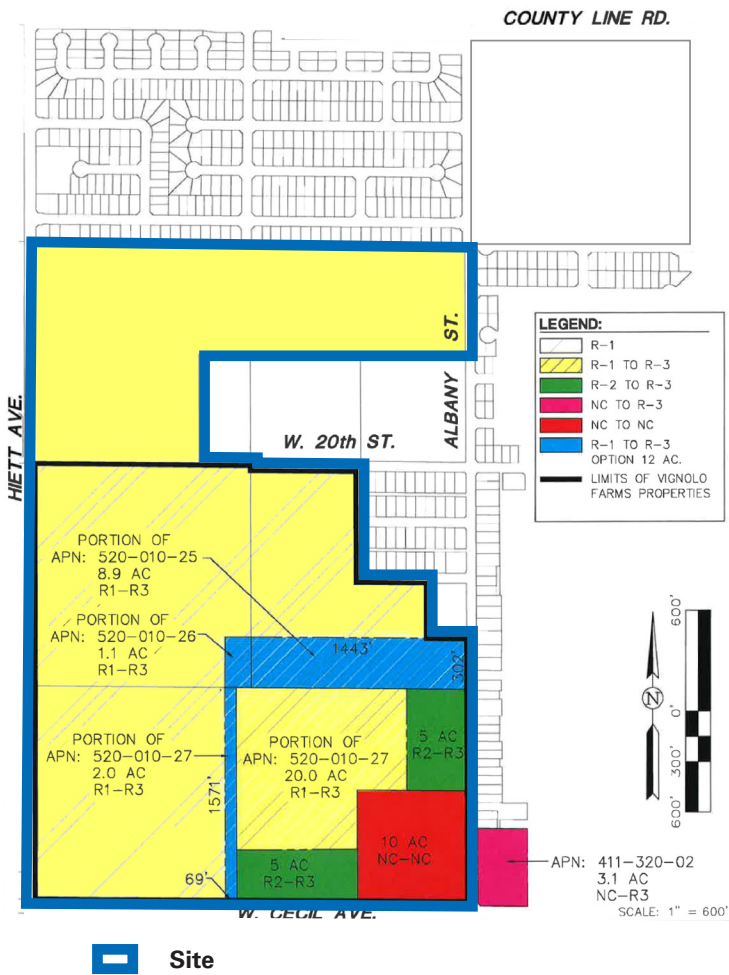 COUNTY LINE RD.
HIETT AVE.
ALBANY ST.
W. 20th ST.
LEGEND:
R-1
R-1 TO R-3
R-2 TO R-3
NC TO R-3
NC TO NC
R-1 TO R-3
OPTION 12 AC.
LIMITS OF VIGNOLO
FARMS PROPERTIES
PORTION OF
APN: 520-010-25
8.9 AC
R1-R3
PORTION OF
APN: 520-010-26
1.1 AC
R1-R3
1443'
302'
PORTION OF
APN: 520-010-27
2.0 AC
R1-R3
1571'
PORTION OF
APN: 520-010-27
20.0 AC
R1-R3
5 AC
R2-R3
10 AC
NC-NC
5 AC
R2-R3
69'
W. CECIL AVE.
600'
0'
300'
600'
N
APN: 411-320-02
3.1 AC
NC-R3
SCALE: 1" = 600'
Site